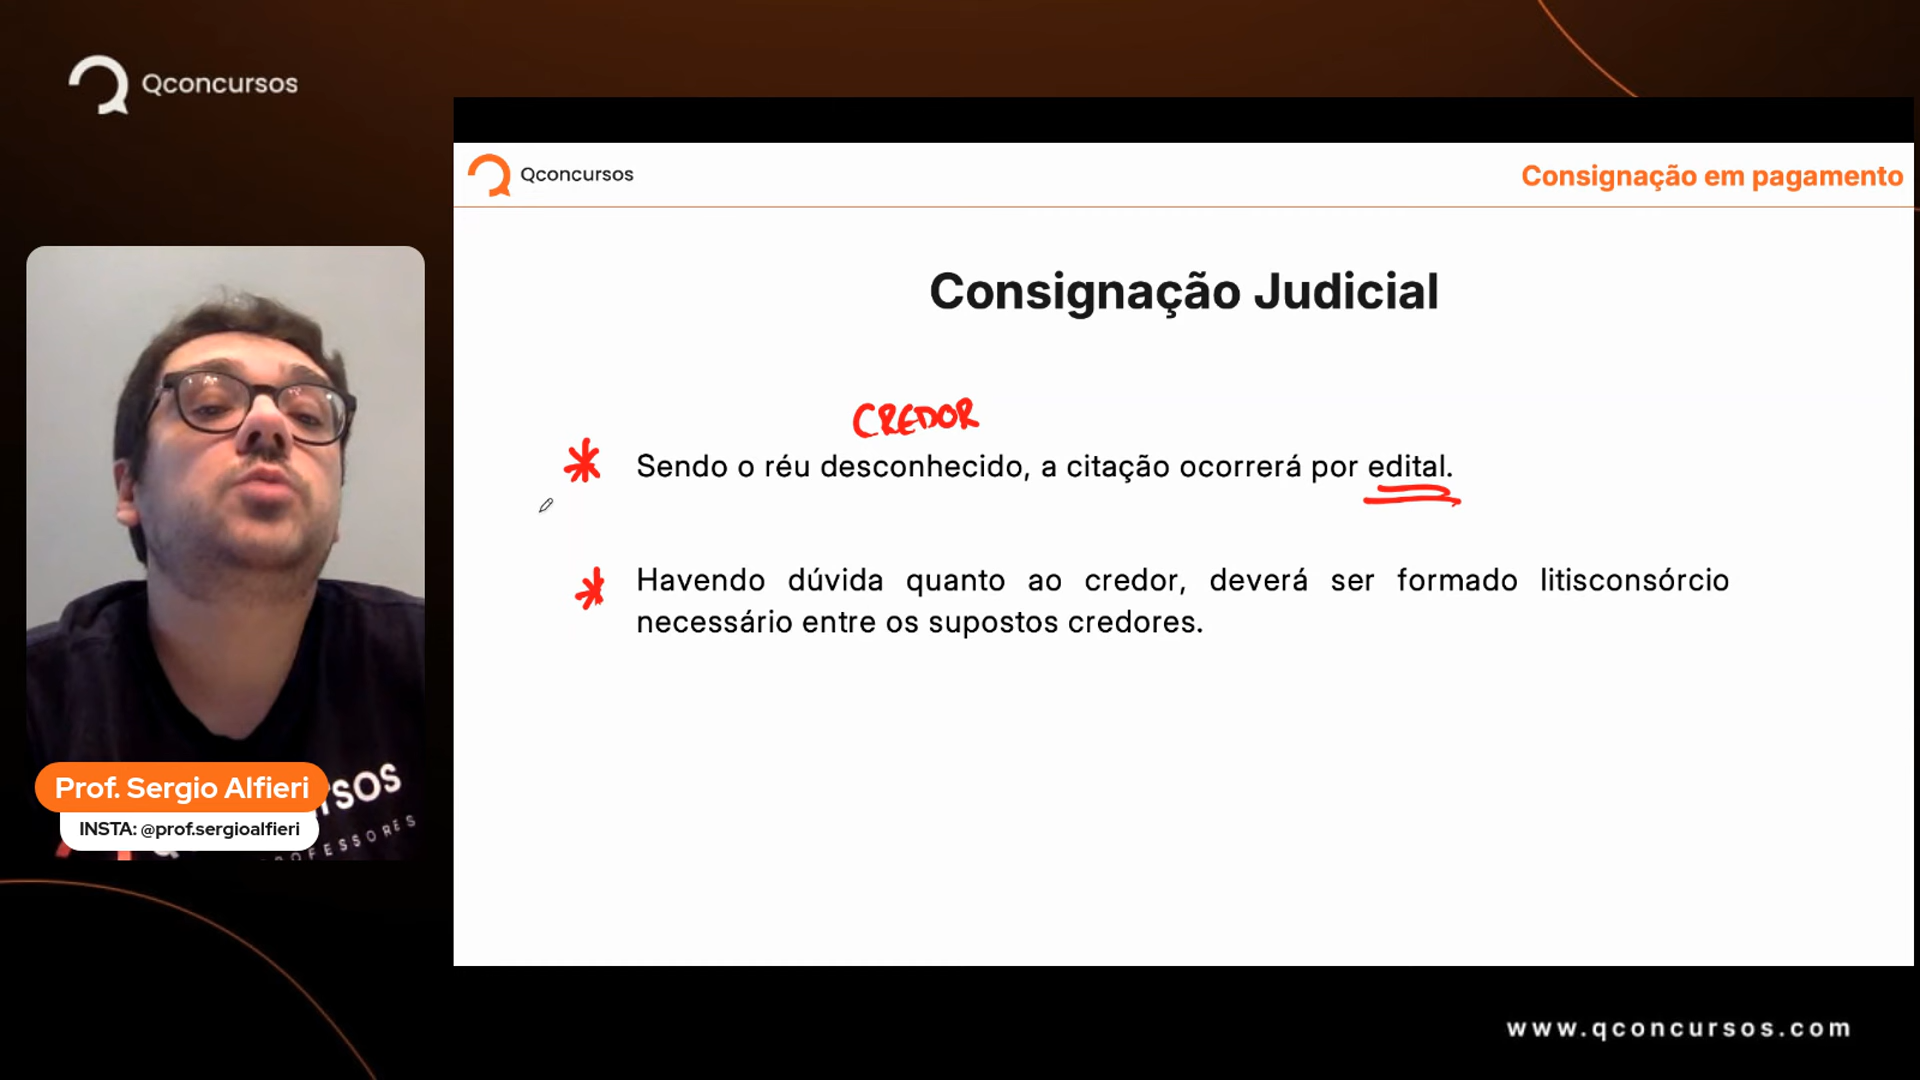 Qconcursos
Qconcursos
Consignação em pagamento
Consignação Judicial
CREDOR
* Sendo o réu desconhecido, a citação ocorrerá por edital.
* Havendo dúvida quanto ao credor, deverá ser formado litisconsórcio
necessário entre os supostos credores.
Prof. Sergio Alfieri
INSTA: @prof.sergioalfieri
www.qconcursos.com